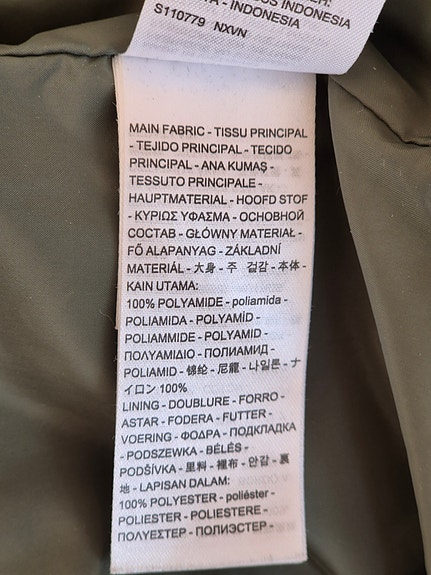 INDONESIA
- INDONESIA
S110779 NXVN
MAIN FABRIC - TISSU PRINCIPAL
- TEJIDO PRINCIPAL - TECIDO
PRINCIPAL - ANA KUMAŞ -
TESSUTO PRINCIPALE -
HAUPTMATERIAL - HOOFD STOF
- ΚΥΡΙΩΣ ΥΦΑΣΜΑ - ОСНОВНОЙ
СОСТАВ - GŁÓWNY MATERIAŁ -
FŐ ALAPANYAG - ZÁKLADNÍ
MATERIÁL - 大身 - 주 겉감 - 本体 -
KAIN UTAMA:
100% POLYAMIDE - poliamida -
POLIAMIDA - POLYAMİD -
POLIAMMIDE - POLYAMID -
ΠΟΛΥΑΜΙΔΙΟ - ПОЛИАМИД -
POLIAMID - 锦纶 - 尼龍 - 나일론 - ナ
イロン 100%
LINING - DOUBLURE - FORRO -
ASTAR - FODERA - FUTTER -
VOERING - ΦΟΔΡΑ - ПОДКЛАДКА
- PODSZEWKA - BÉLÉS -
PODŠÍVKA - 里料 - 裡布 - 안감 - 裏
地 - LAPISAN DALAM:
100% POLYESTER - poliéster -
POLIESTER - POLIESTERE -
ΠΟΛΥΕΣΤΕΡ - ПОЛИЭСТЕР -